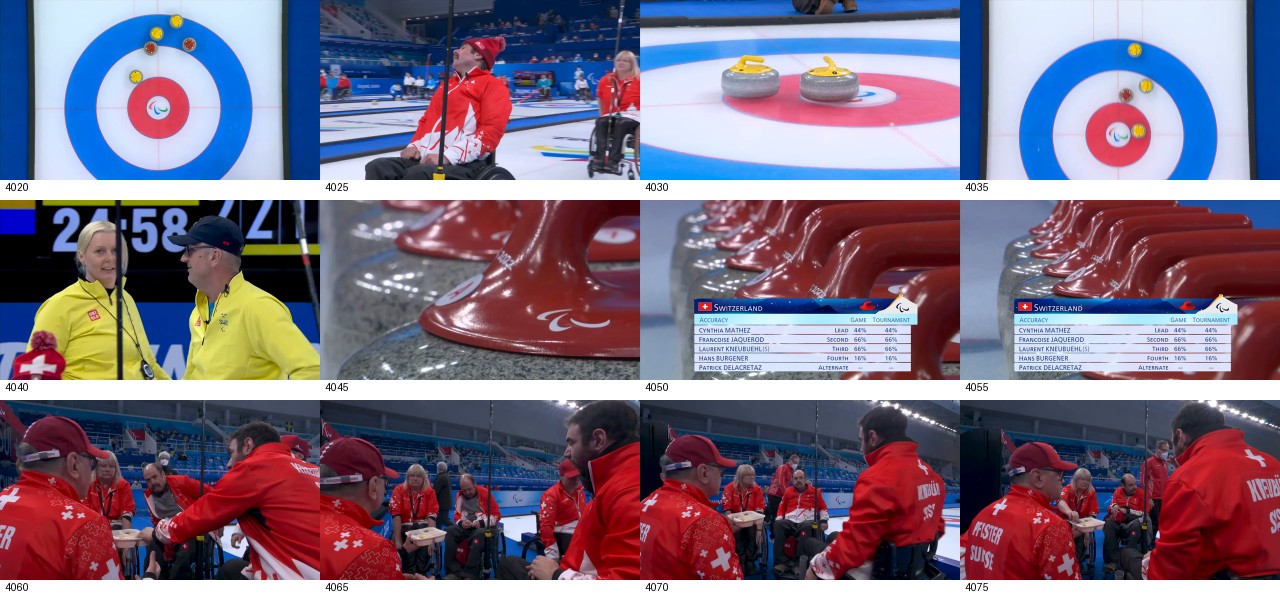 4020
4025
4030
4035
24:58
4040
4045
SWITZERLAND
ACCURACY GAME TOURNAMENT
CYNTHIA MATHEZ LEAD 44% 44%
FRANCOISE JAQUEROD SECOND 66% 66%
LAURENT KNEUBUEHL(S) THIRD 66% 66%
HANS BURGENER FOURTH 16% 16%
PATRICK DELACRETAZ ALTERNATE -- --
4050
SWITZERLAND
ACCURACY GAME TOURNAMENT
CYNTHIA MATHEZ LEAD 44% 44%
FRANCOISE JAQUEROD SECOND 66% 66%
LAURENT KNEUBUEHL(S) THIRD 66% 66%
HANS BURGENER FOURTH 16% 16%
PATRICK DELACRETAZ ALTERNATE -- --
4055
4060
4065
4070
PFISTER
SUISSE
4075